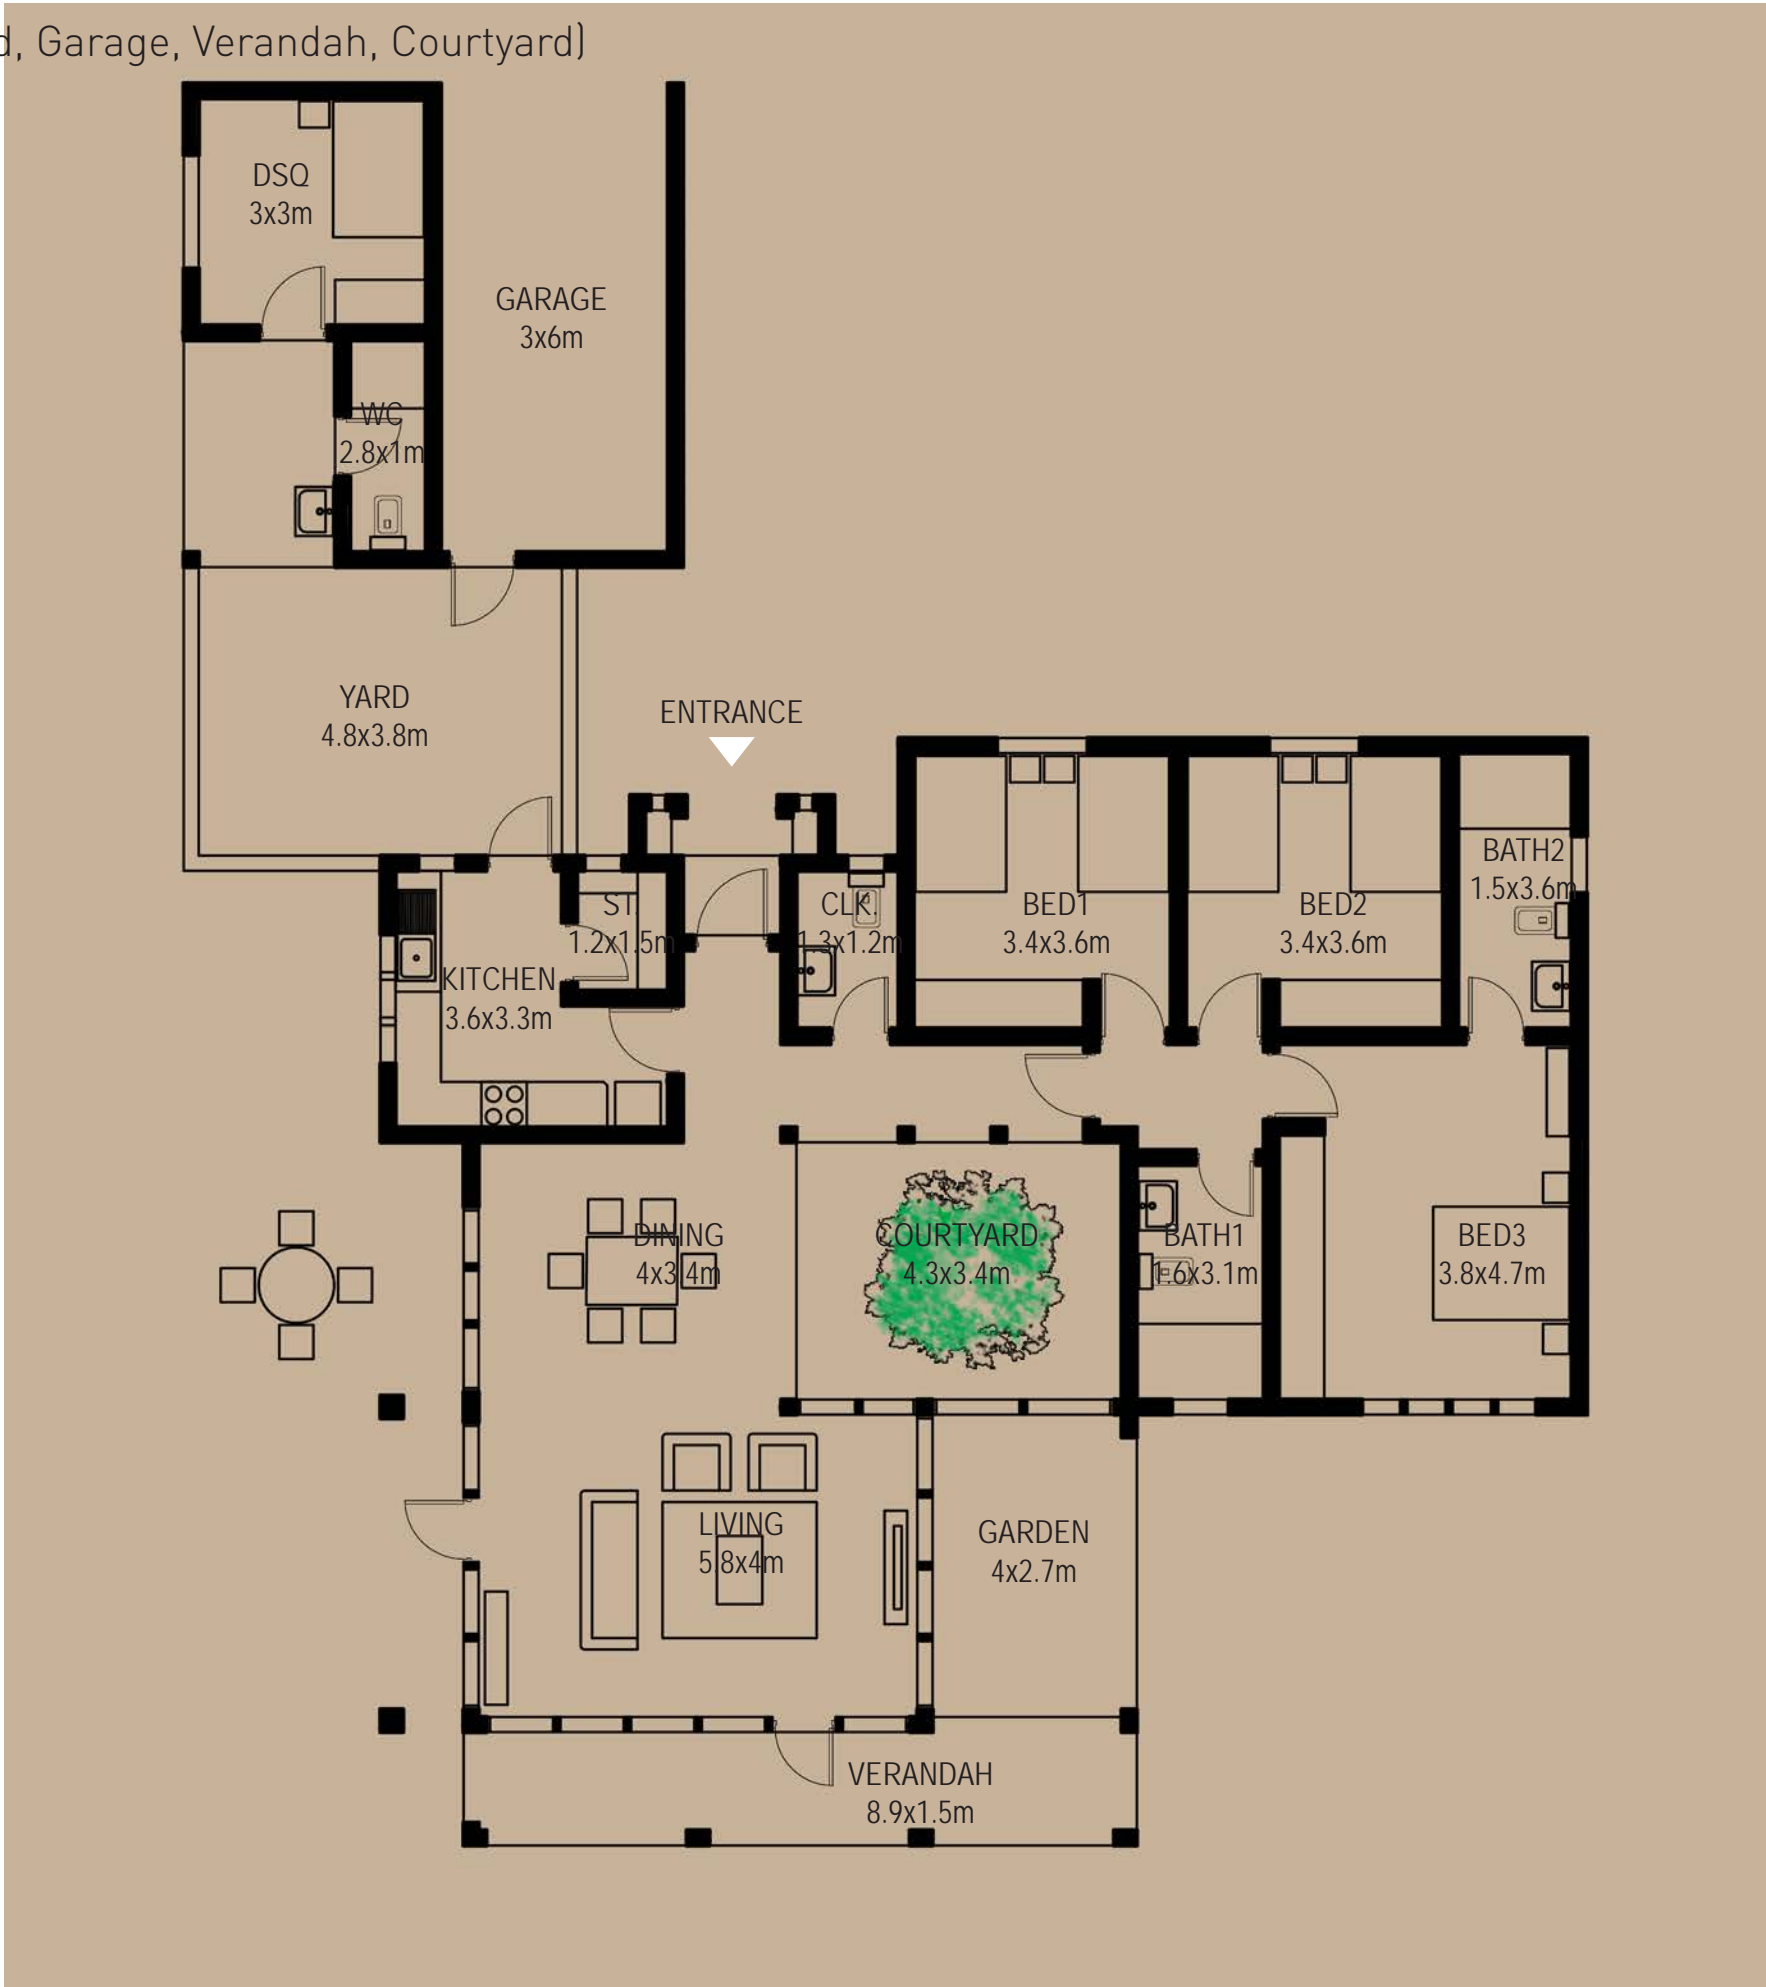 d, Garage, Verandah, Courtyard)
DSQ
3x3m
GARAGE
3x6m
WC
2.8x1m
YARD
4.8x3.8m
ENTRANCE
ST.
1.2x1.5m
CLK.
1.3x1.2m
BED1
3.4x3.6m
BED2
3.4x3.6m
BATH2
1.5x3.6m
KITCHEN
3.6x3.3m
DINING
4x3.4m
COURTYARD
4.3x3.4m
BATH1
1.6x3.1m
BED3
3.8x4.7m
LIVING
5.8x4m
GARDEN
4x2.7m
VERANDAH
8.9x1.5m